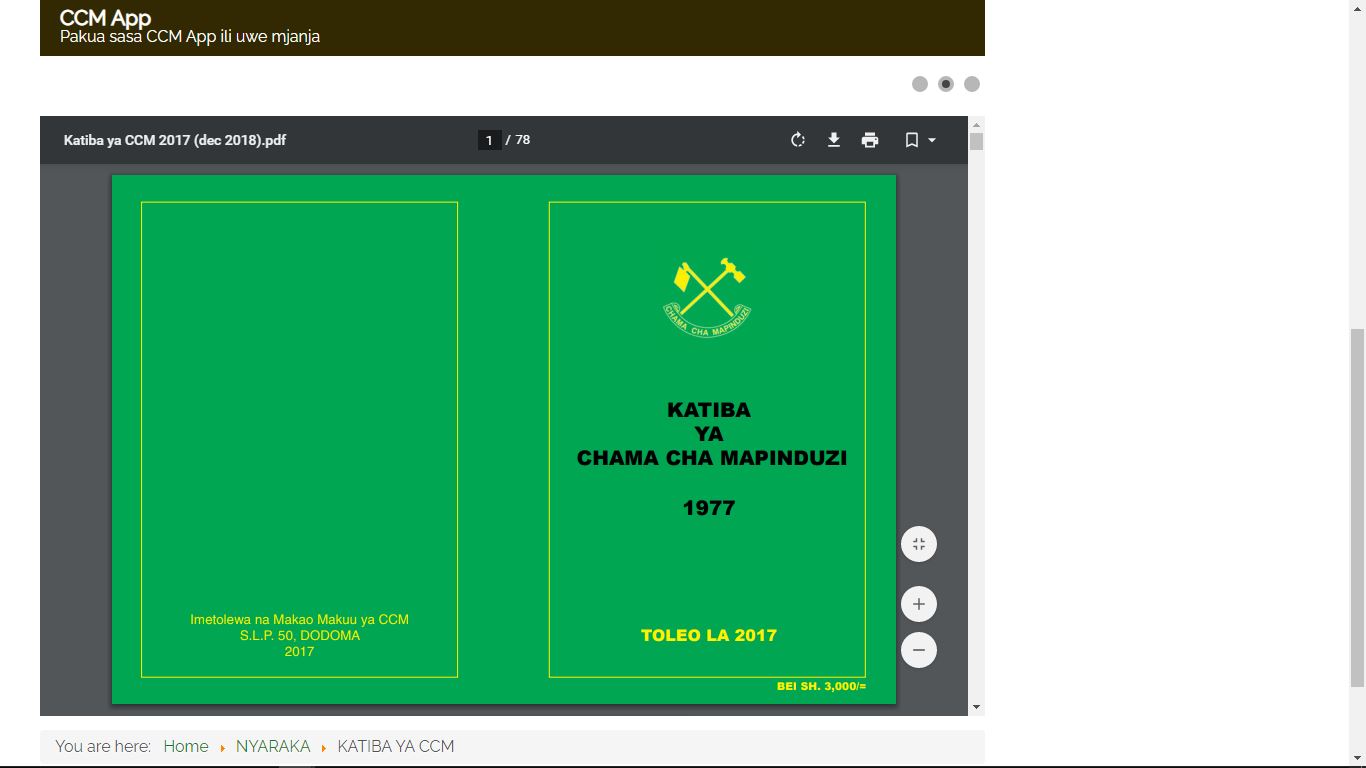 CCM App
Pakua sasa CCM App ili uwe mjanja
Katiba ya CCM 2017 (dec 2018).pdf
1 / 78
CHAMA CHA MAPINDUZI
KATIBA
YA
CHAMA CHA MAPINDUZI
1977
Imetolewa na Makao Makuu ya CCM
S.L.P. 50, DODOMA
2017
TOLEO LA 2017
BEI SH. 3,000/=
You are here: Home NYARAKA KATIBA YA CCM